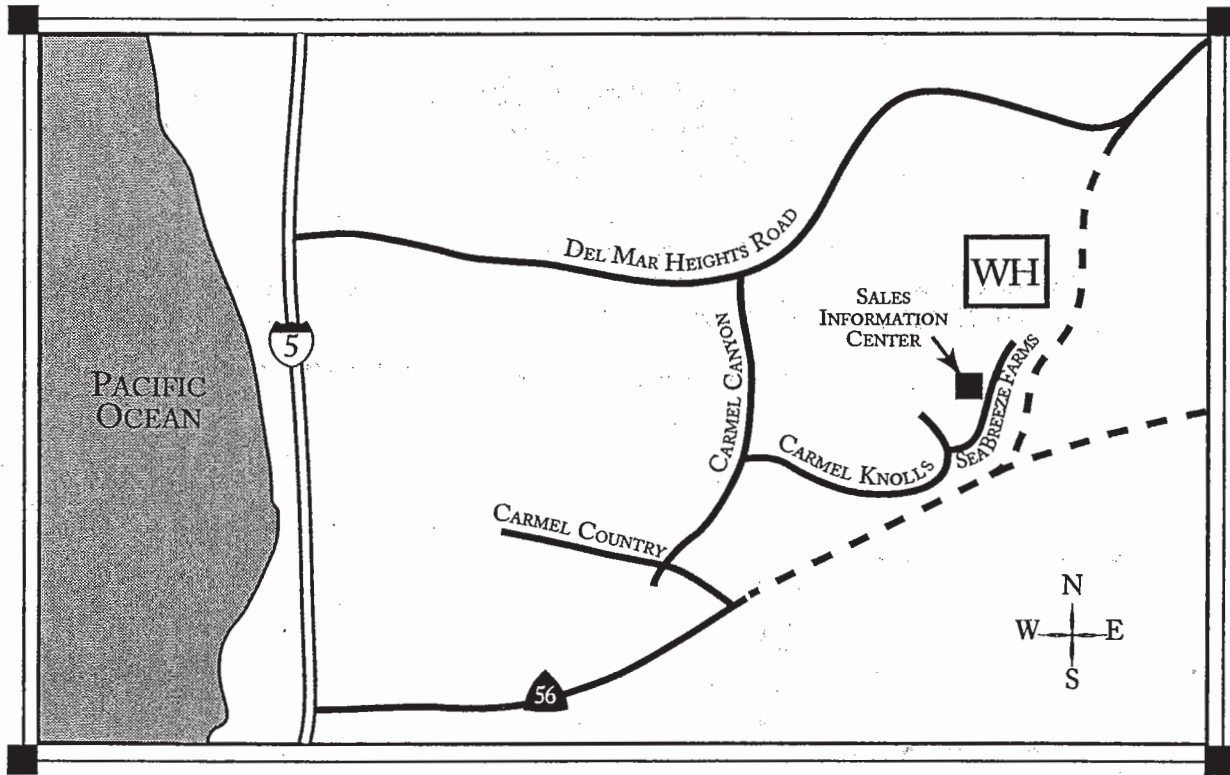 DEL MAR HEIGHTS ROAD
WH
SALES
INFORMATION
CENTER
5
PACIFIC
OCEAN
CARMEL CANYON
SEABREEZE FARMS
CARMEL KNOLLS
CARMEL COUNTRY
56
N
W E
S